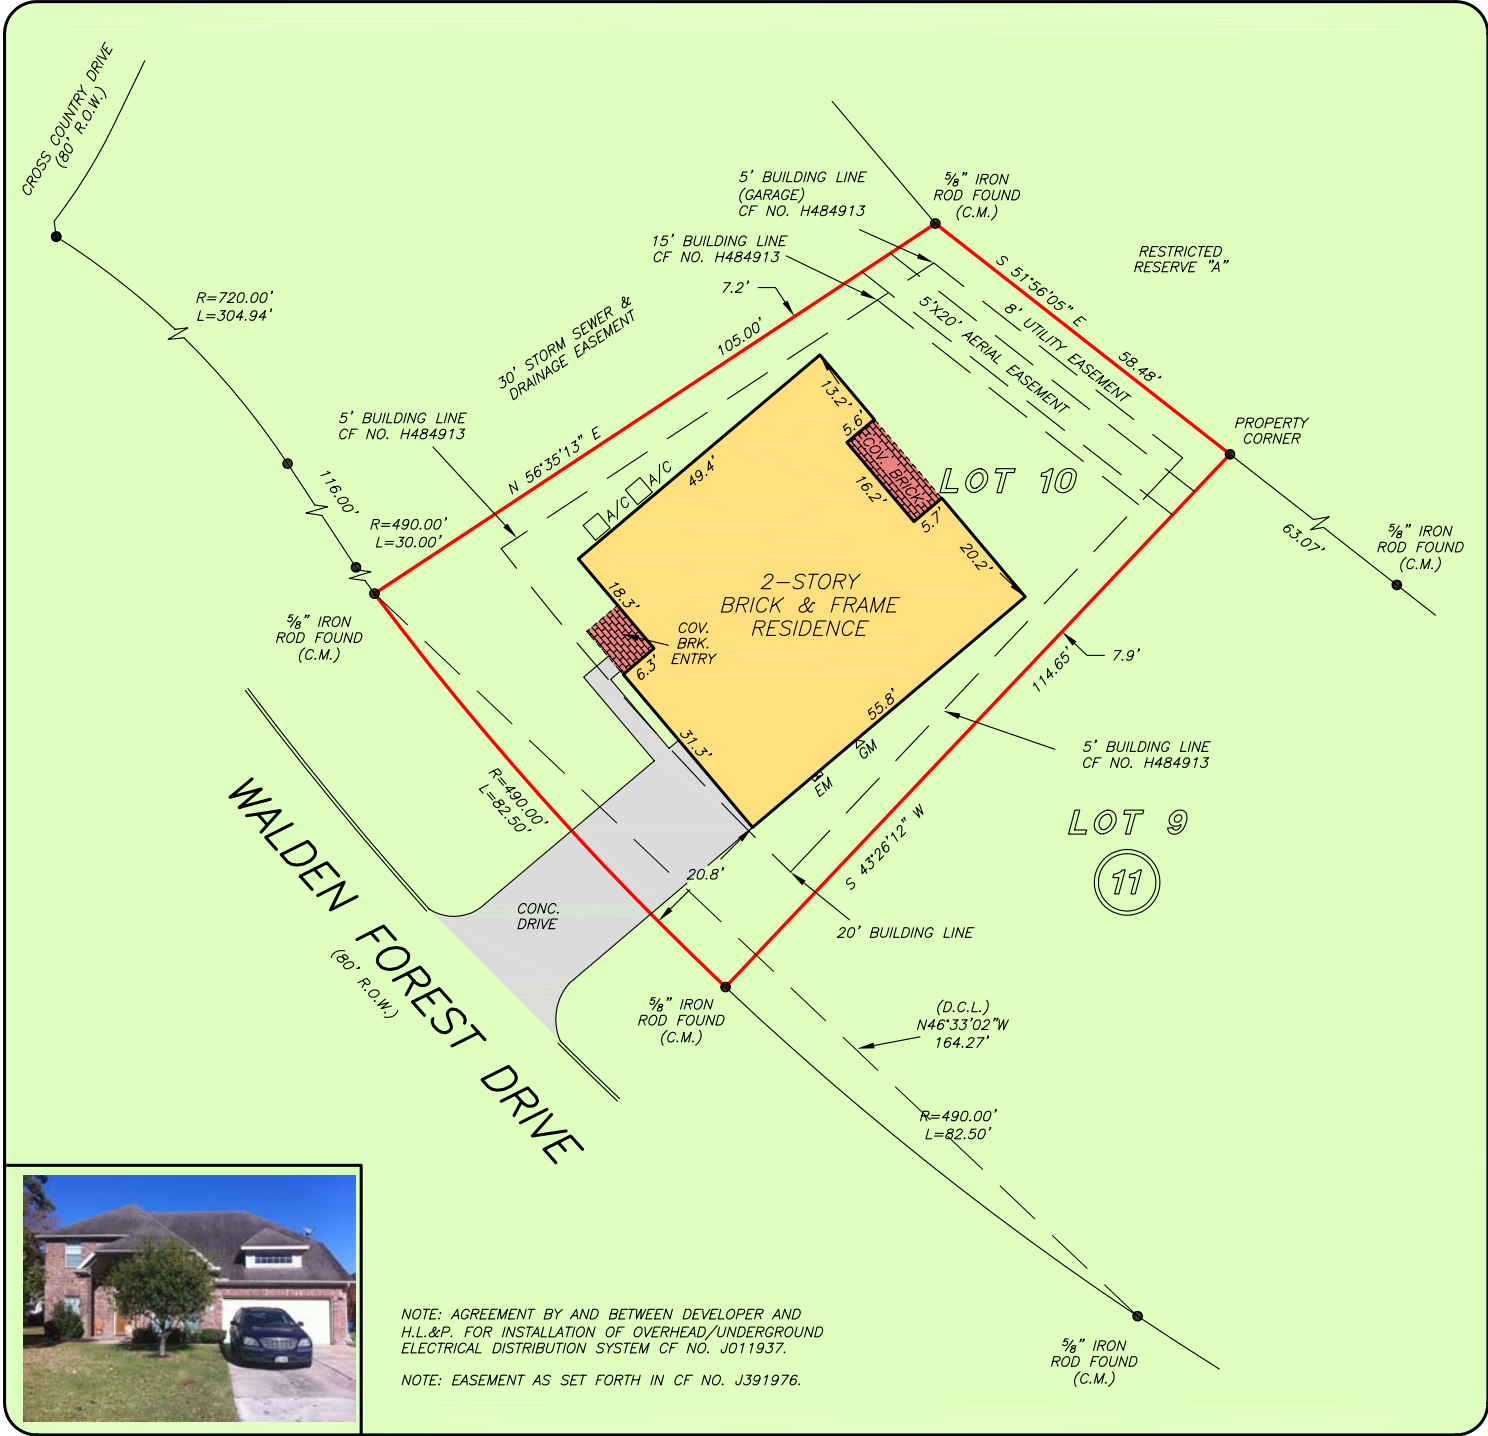 CROSS COUNTRY DRIVE
(80' R.O.W.)
R=720.00'
L=304.94'
116.00'
R=490.00'
L=30.00'
5/8" IRON
ROD FOUND
(C.M.)
5' BUILDING LINE
CF NO. H484913
30' STORM SEWER &
DRAINAGE EASEMENT
N 56°35'13" E
105.00'
7.2'
15' BUILDING LINE
CF NO. H484913
5' BUILDING LINE
(GARAGE)
CF NO. H484913
5/8" IRON
ROD FOUND
(C.M.)
RESTRICTED
RESERVE "A"
S 51°56'05" E
58.48'
8' UTILITY EASEMENT
5'X20' AERIAL EASEMENT
PROPERTY
CORNER
63.07'
5/8" IRON
ROD FOUND
(C.M.)
LOT 10
13.2'
5.6'
COV. BRICK
16.2'
5.7'
20.2'
49.4'
A/C
A/C
2-STORY
BRICK & FRAME
RESIDENCE
18.3'
COV.
BRK.
ENTRY
6.3'
31.3'
55.8'
GM
EM
7.9'
114.65'
S 43°26'12" W
5' BUILDING LINE
CF NO. H484913
LOT 9
11
20' BUILDING LINE
R=490.00'
L=82.50'
20.8'
CONC.
DRIVE
WALDEN FOREST DRIVE
(80' R.O.W.)
5/8" IRON
ROD FOUND
(C.M.)
(D.C.L.)
N46°33'02"W
164.27'
R=490.00'
L=82.50'
5/8" IRON
ROD FOUND
(C.M.)
NOTE: AGREEMENT BY AND BETWEEN DEVELOPER AND
H.L.&P. FOR INSTALLATION OF OVERHEAD/UNDERGROUND
ELECTRICAL DISTRIBUTION SYSTEM CF NO. J011937.
NOTE: EASEMENT AS SET FORTH IN CF NO. J391976.